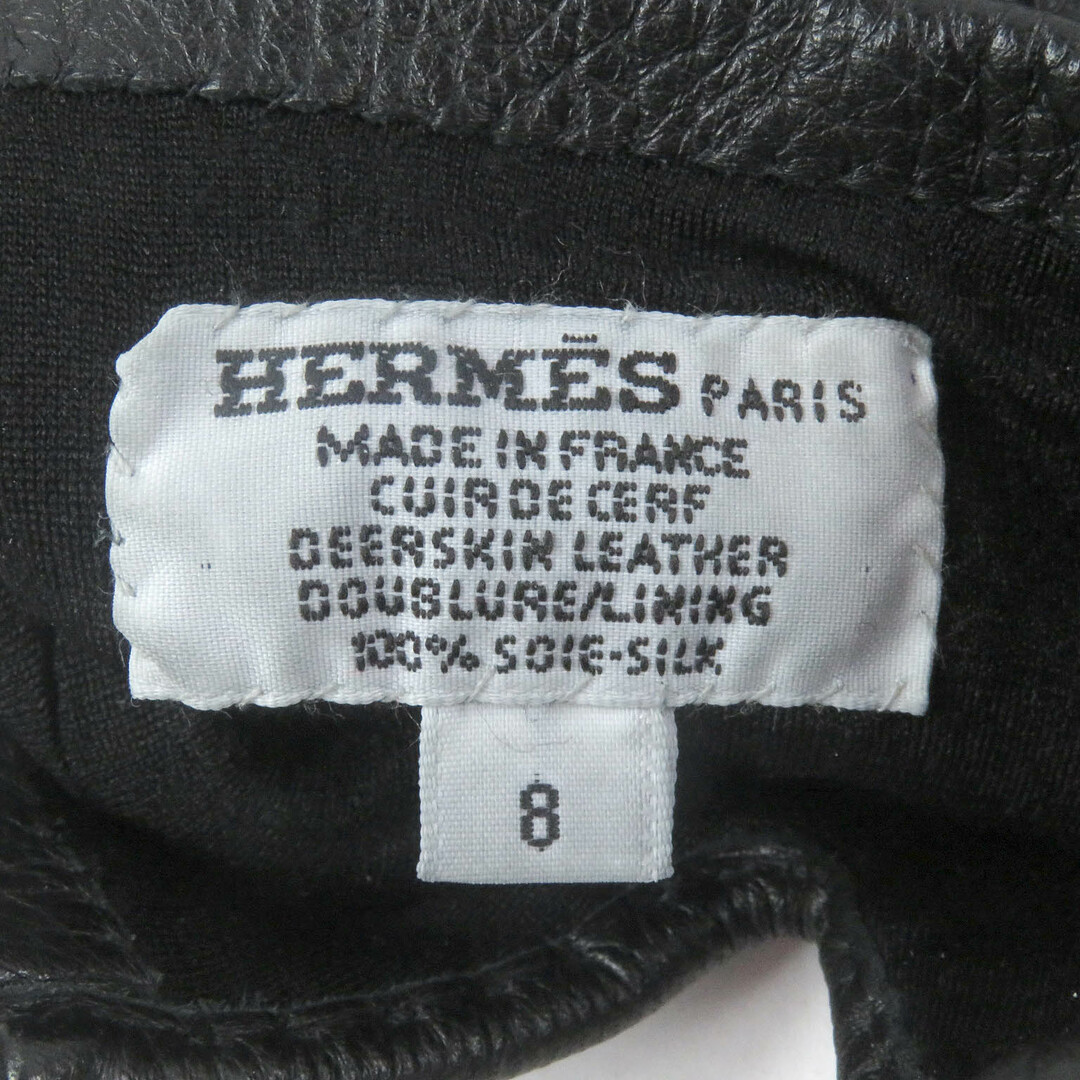 HERMÈS PARIS
MADE IN FRANCE
CUIR DE CERF
DEERSKIN LEATHER
DOUBLURE/LINING
100% SOIE-SILK
8